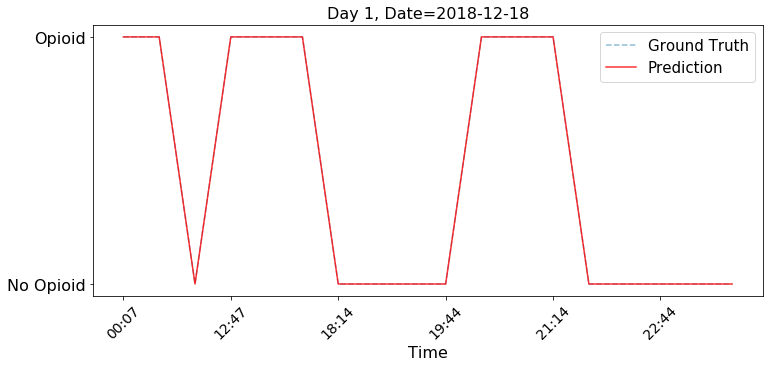 Day 1, Date=2018-12-18
Opioid
No Opioid
Ground Truth
Prediction
00:07
12:47
18:14
19:44
21:14
22:44
Time